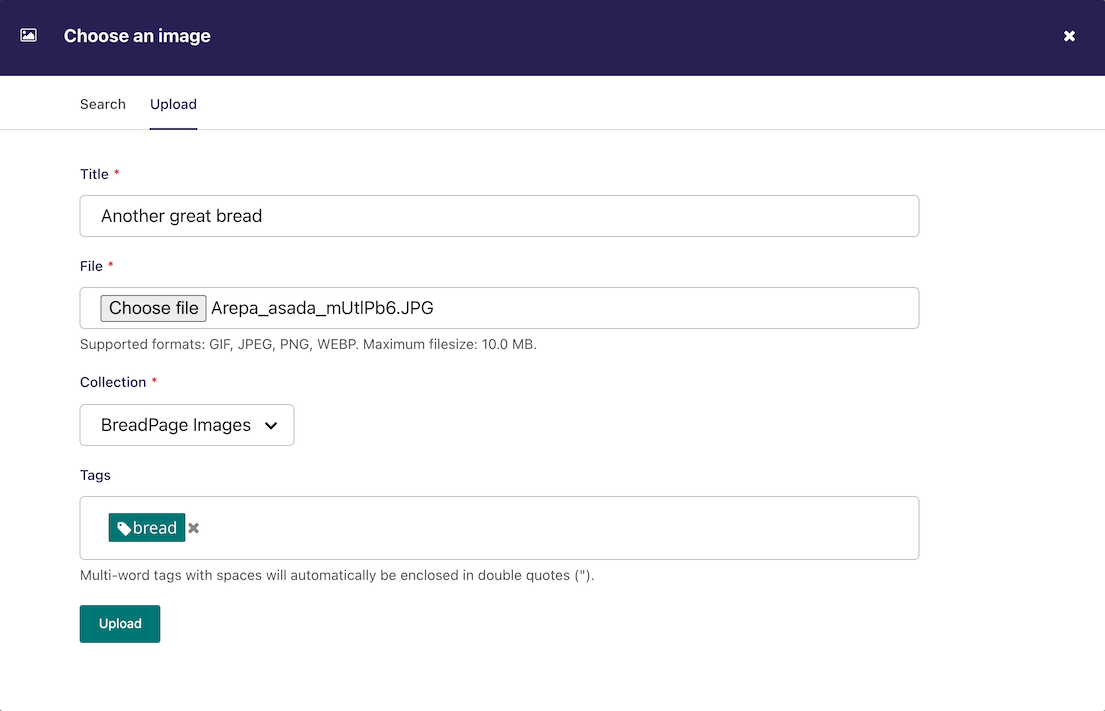 Choose an image
Search Upload
Title *
Another great bread
File *
Choose file Arepa_asada_mUtlPb6.JPG
Supported formats: GIF, JPEG, PNG, WEBP. Maximum filesize: 10.0 MB.
Collection *
BreadPage Images
Tags
bread
Multi-word tags with spaces will automatically be enclosed in double quotes (").
Upload